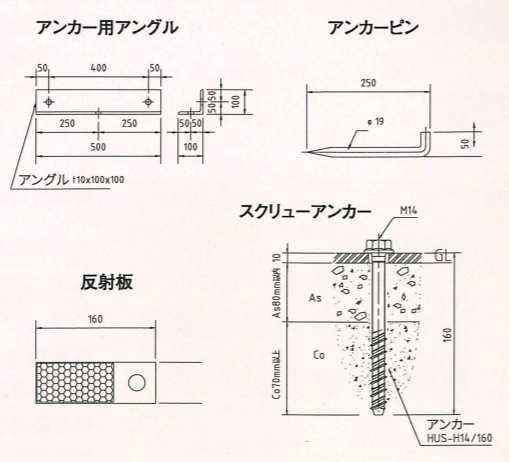 アンカー用アングル
50
400
50
250
250
500
50
50
100
50
50
100
アングル t10x100x100
アンカーピン
250
φ 19
50
スクリューアンカー
M14
GL
10
As80mm以内
As
Co70mm以上
Co
160
アンカー
HUS-H14/160
反射板
160